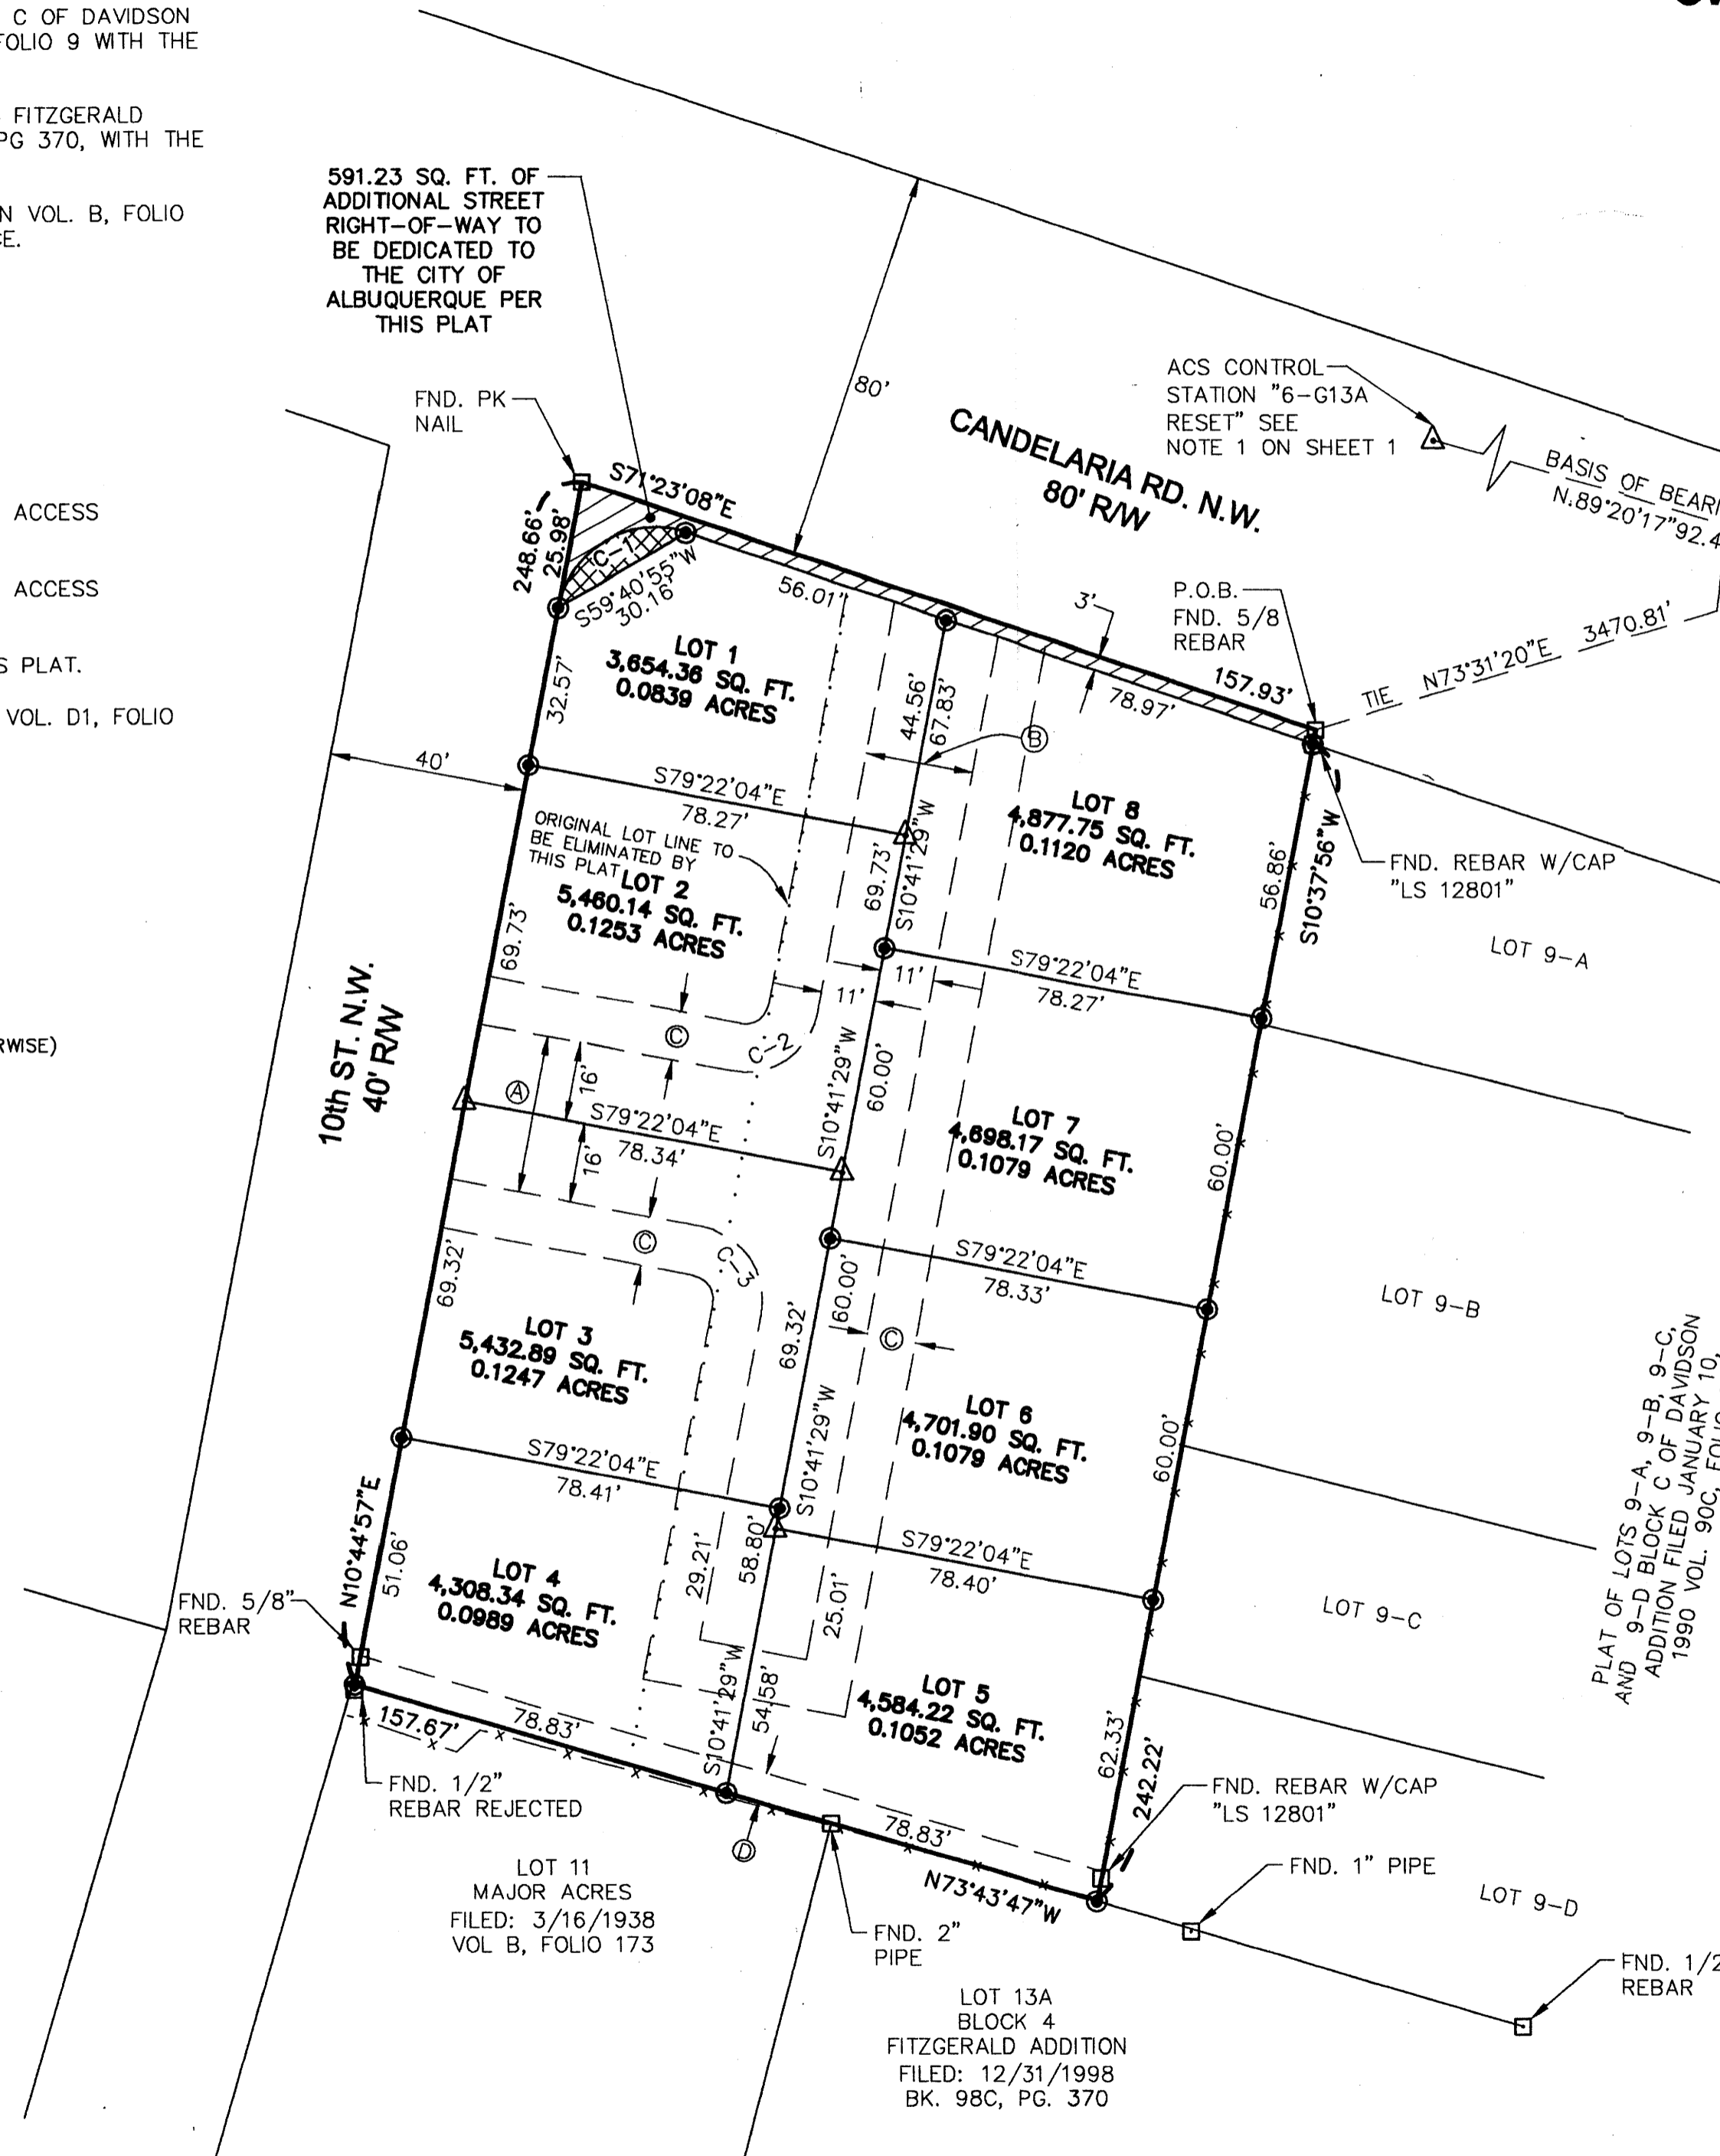 C OF DAVIDSON
FOLIO 9 WITH THE
FITZGERALD
PG 370, WITH THE
N VOL. B, FOLIO
CE.
ACCESS
ACCESS
S PLAT.
VOL. D1, FOLIO
RWISE)
591.23 SQ. FT. OF
ADDITIONAL STREET
RIGHT-OF-WAY TO
BE DEDICATED TO
THE CITY OF
ALBUQUERQUE PER
THIS PLAT
FND. PK
NAIL
80'
CANDELARIA RD. N.W.
80' R/W
ACS CONTROL
STATION "6-G13A
RESET" SEE
NOTE 1 ON SHEET 1
BASIS OF BEARI
N.89°20'17"92.4
S71°23'08"E
248.66'
25.98'
C-1
S59°40'55"W
30.16'
56.01'
3'
P.O.B.
FND. 5/8
REBAR
157.93'
78.97'
TIE N73°31'20"E 3470.81'
LOT 1
3,654.36 SQ. FT.
0.0839 ACRES
32.57'
44.56'
67.83'
B
40'
S79°22'04"E
78.27'
ORIGINAL LOT LINE TO
BE ELIMINATED BY
THIS PLAT
LOT 2
5,460.14 SQ. FT.
0.1253 ACRES
69.73'
69.73'
S10°41'29"W
LOT 8
4,877.75 SQ. FT.
0.1120 ACRES
56.86'
S10°37'56"W
FND. REBAR W/CAP
"LS 12801"
LOT 9-A
S79°22'04"E
78.27'
11'
11'
10th ST. N.W.
40' R/W
C
C-2
A
16'
16'
S79°22'04"E
78.34'
S10°41'29"W
60.00'
LOT 7
4,698.17 SQ. FT.
0.1079 ACRES
60.00'
C
C-3
69.32'
S79°22'04"E
78.33'
LOT 9-B
60.00'
69.32'
C
LOT 3
5,432.89 SQ. FT.
0.1247 ACRES
LOT 6
4,701.90 SQ. FT.
0.1079 ACRES
60.00'
S10°41'29"W
S79°22'04"E
78.41'
N10°44'57"E
51.06'
LOT 4
4,308.34 SQ. FT.
0.0989 ACRES
29.21'
58.80'
25.01'
S79°22'04"E
78.40'
LOT 9-C
PLAT OF LOTS 9-A, 9-B, 9-C,
AND 9-D BLOCK C OF DAVIDSON
ADDITION FILED JANUARY 10,
1990 VOL. 90C, FOLIO
FND. 5/8"
REBAR
S10°41'29"W
54.58'
LOT 5
4,584.22 SQ. FT.
0.1052 ACRES
62.33'
242.22'
157.67'
78.83'
FND. 1/2"
REBAR REJECTED
D
78.83'
N73°43'47"W
FND. REBAR W/CAP
"LS 12801"
FND. 1" PIPE
LOT 9-D
LOT 11
MAJOR ACRES
FILED: 3/16/1938
VOL B, FOLIO 173
FND. 2"
PIPE
FND. 1/2
REBAR
LOT 13A
BLOCK 4
FITZGERALD ADDITION
FILED: 12/31/1998
BK. 98C, PG. 370